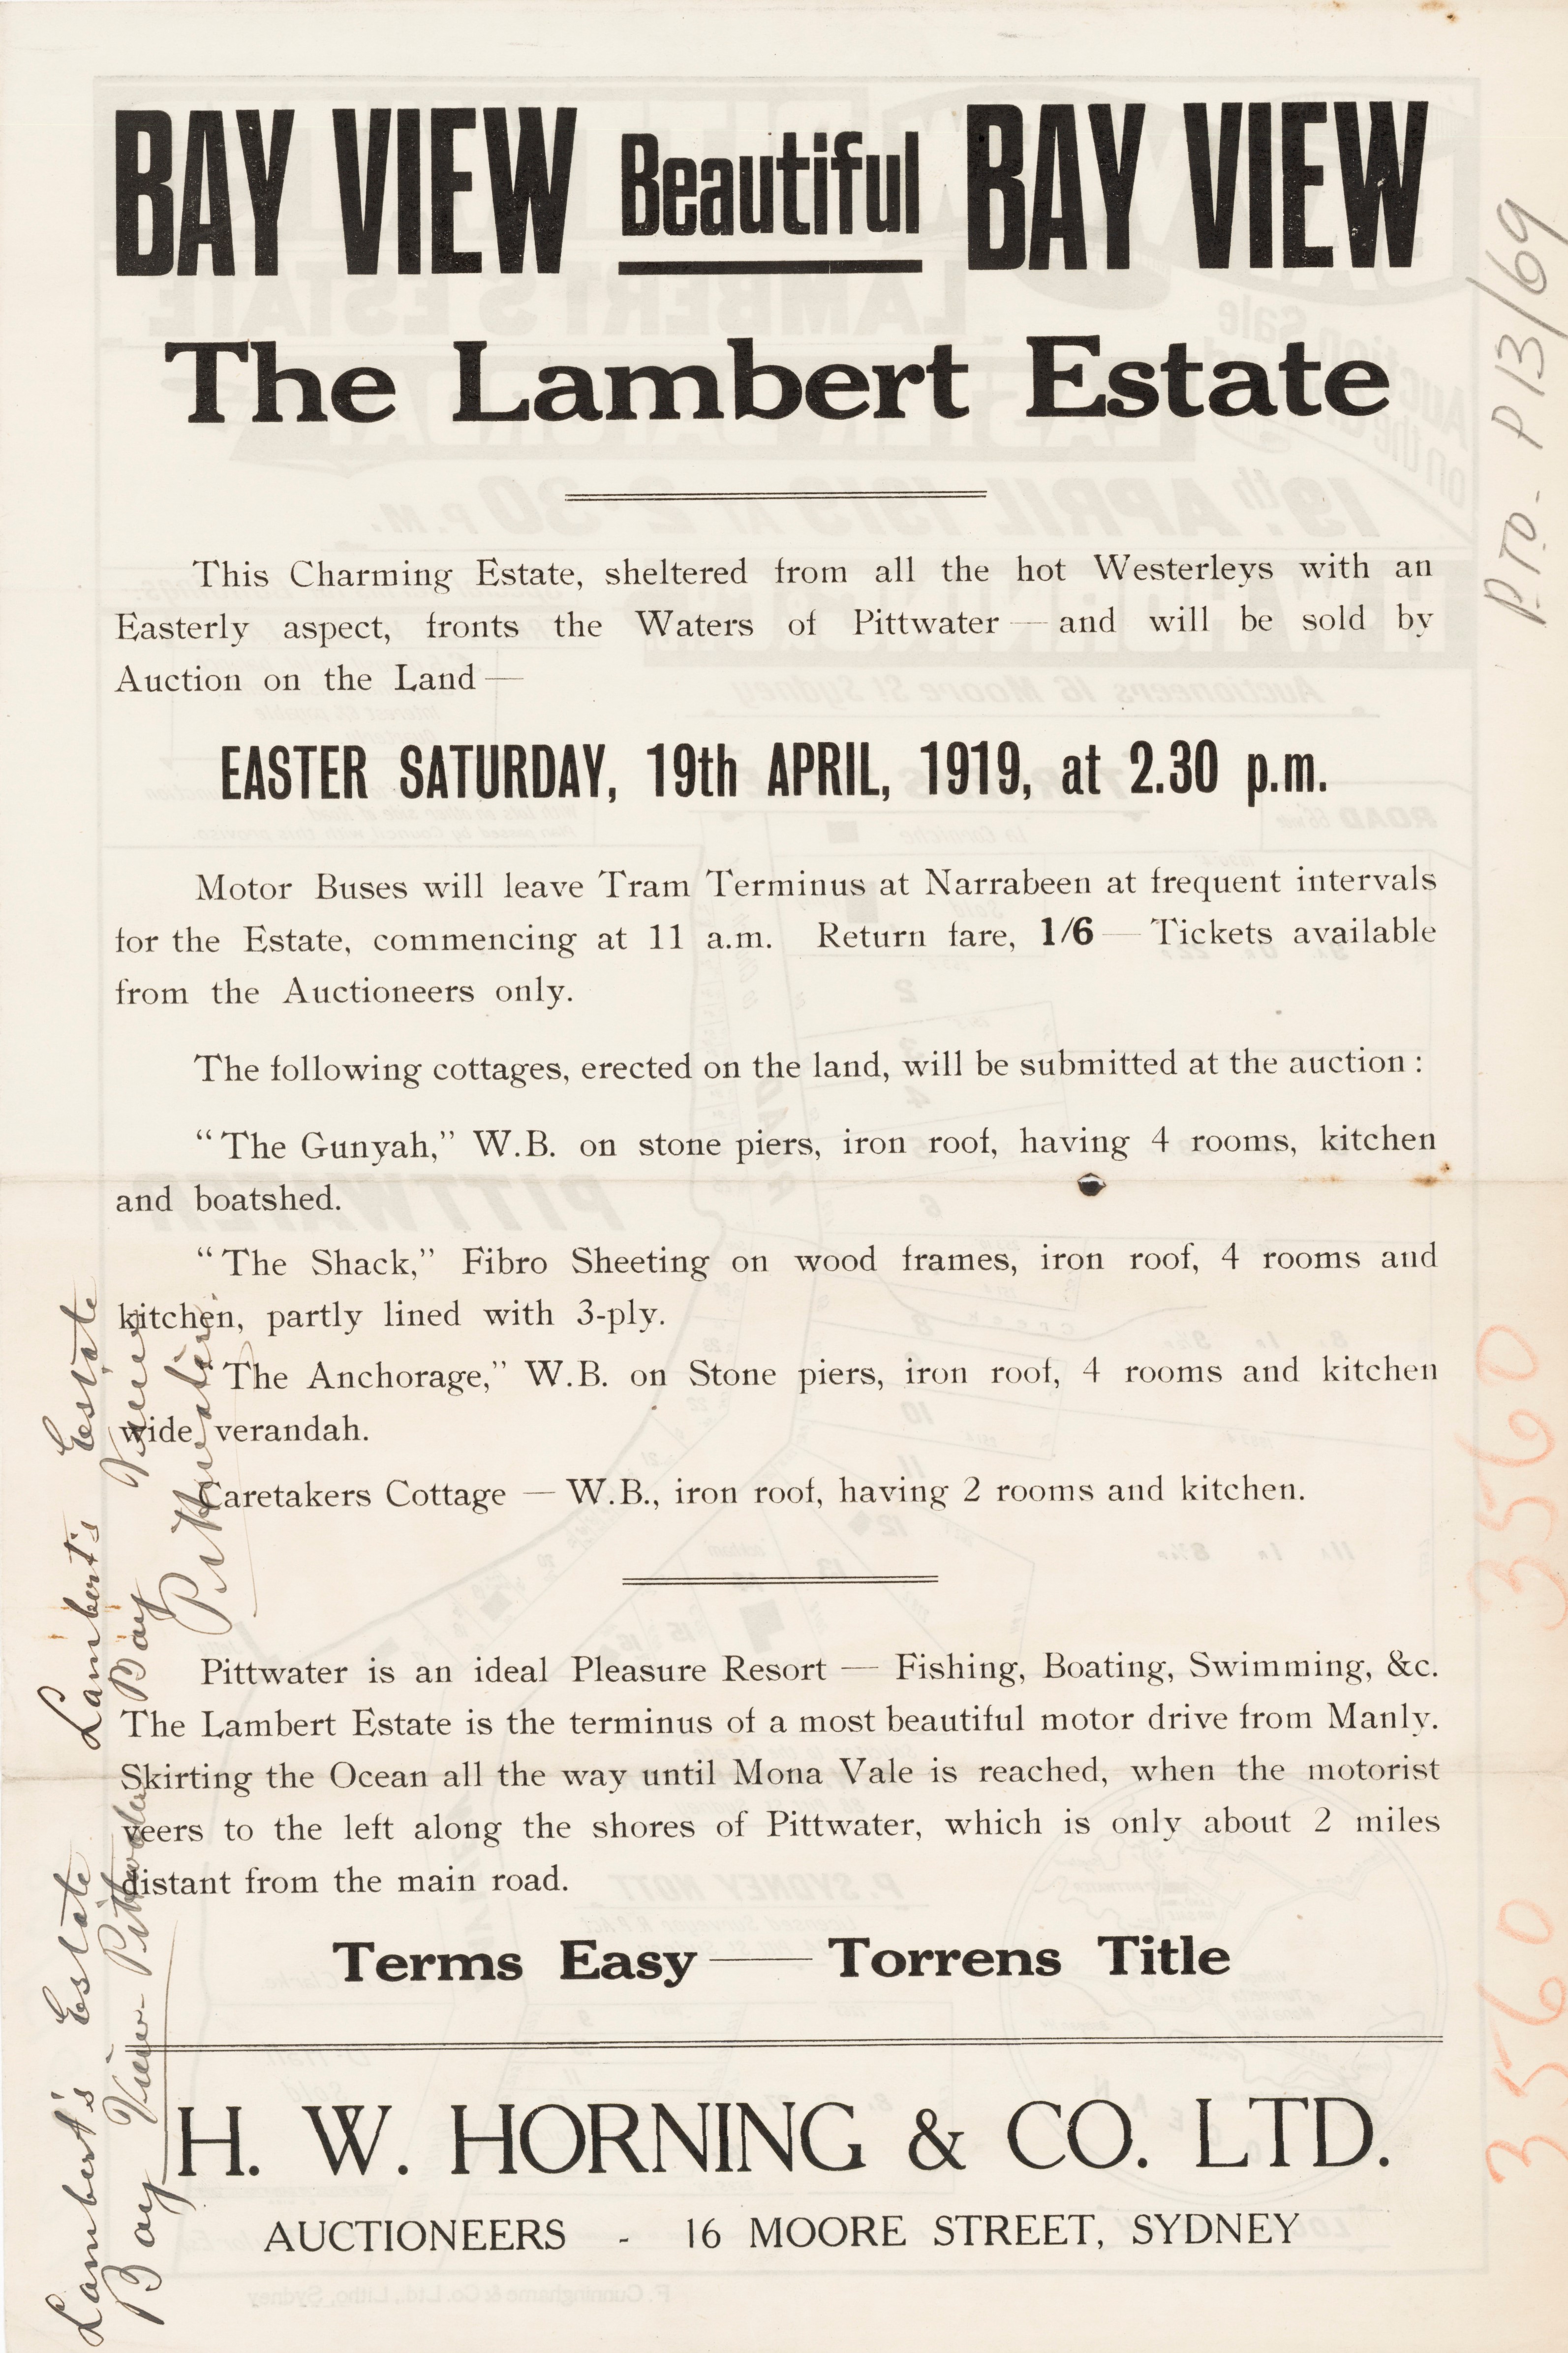 BAY VIEW Beautiful BAY VIEW
The Lambert Estate
This Charming Estate, sheltered from all the hot Westerleys with an
Easterly aspect, fronts the Waters of Pittwater — and will be sold by
Auction on the Land —
EASTER SATURDAY, 19th APRIL, 1919, at 2.30 p.m.
Motor Buses will leave Tram Terminus at Narrabeen at frequent intervals
for the Estate, commencing at 11 a.m. Return fare, 1/6 — Tickets available
from the Auctioneers only.
The following cottages, erected on the land, will be submitted at the auction :
"The Gunyah," W.B. on stone piers, iron roof, having 4 rooms, kitchen
and boatshed.
"The Shack," Fibro Sheeting on wood frames, iron roof, 4 rooms and
kitchen, partly lined with 3-ply.
"The Anchorage," W.B. on Stone piers, iron roof, 4 rooms and kitchen
wide verandah.
Caretakers Cottage — W.B., iron roof, having 2 rooms and kitchen.
Pittwater is an ideal Pleasure Resort — Fishing, Boating, Swimming, &c.
The Lambert Estate is the terminus of a most beautiful motor drive from Manly.
Skirting the Ocean all the way until Mona Vale is reached, when the motorist
veers to the left along the shores of Pittwater, which is only about 2 miles
distant from the main road.
Terms Easy — Torrens Title
H. W. HORNING & CO. LTD.
AUCTIONEERS - 16 MOORE STREET, SYDNEY
Lambert's Estate
Bay View
Pittwater
Lambert's Estate
Bay View Pittwater
P.T.O - P13/69
3560
3560